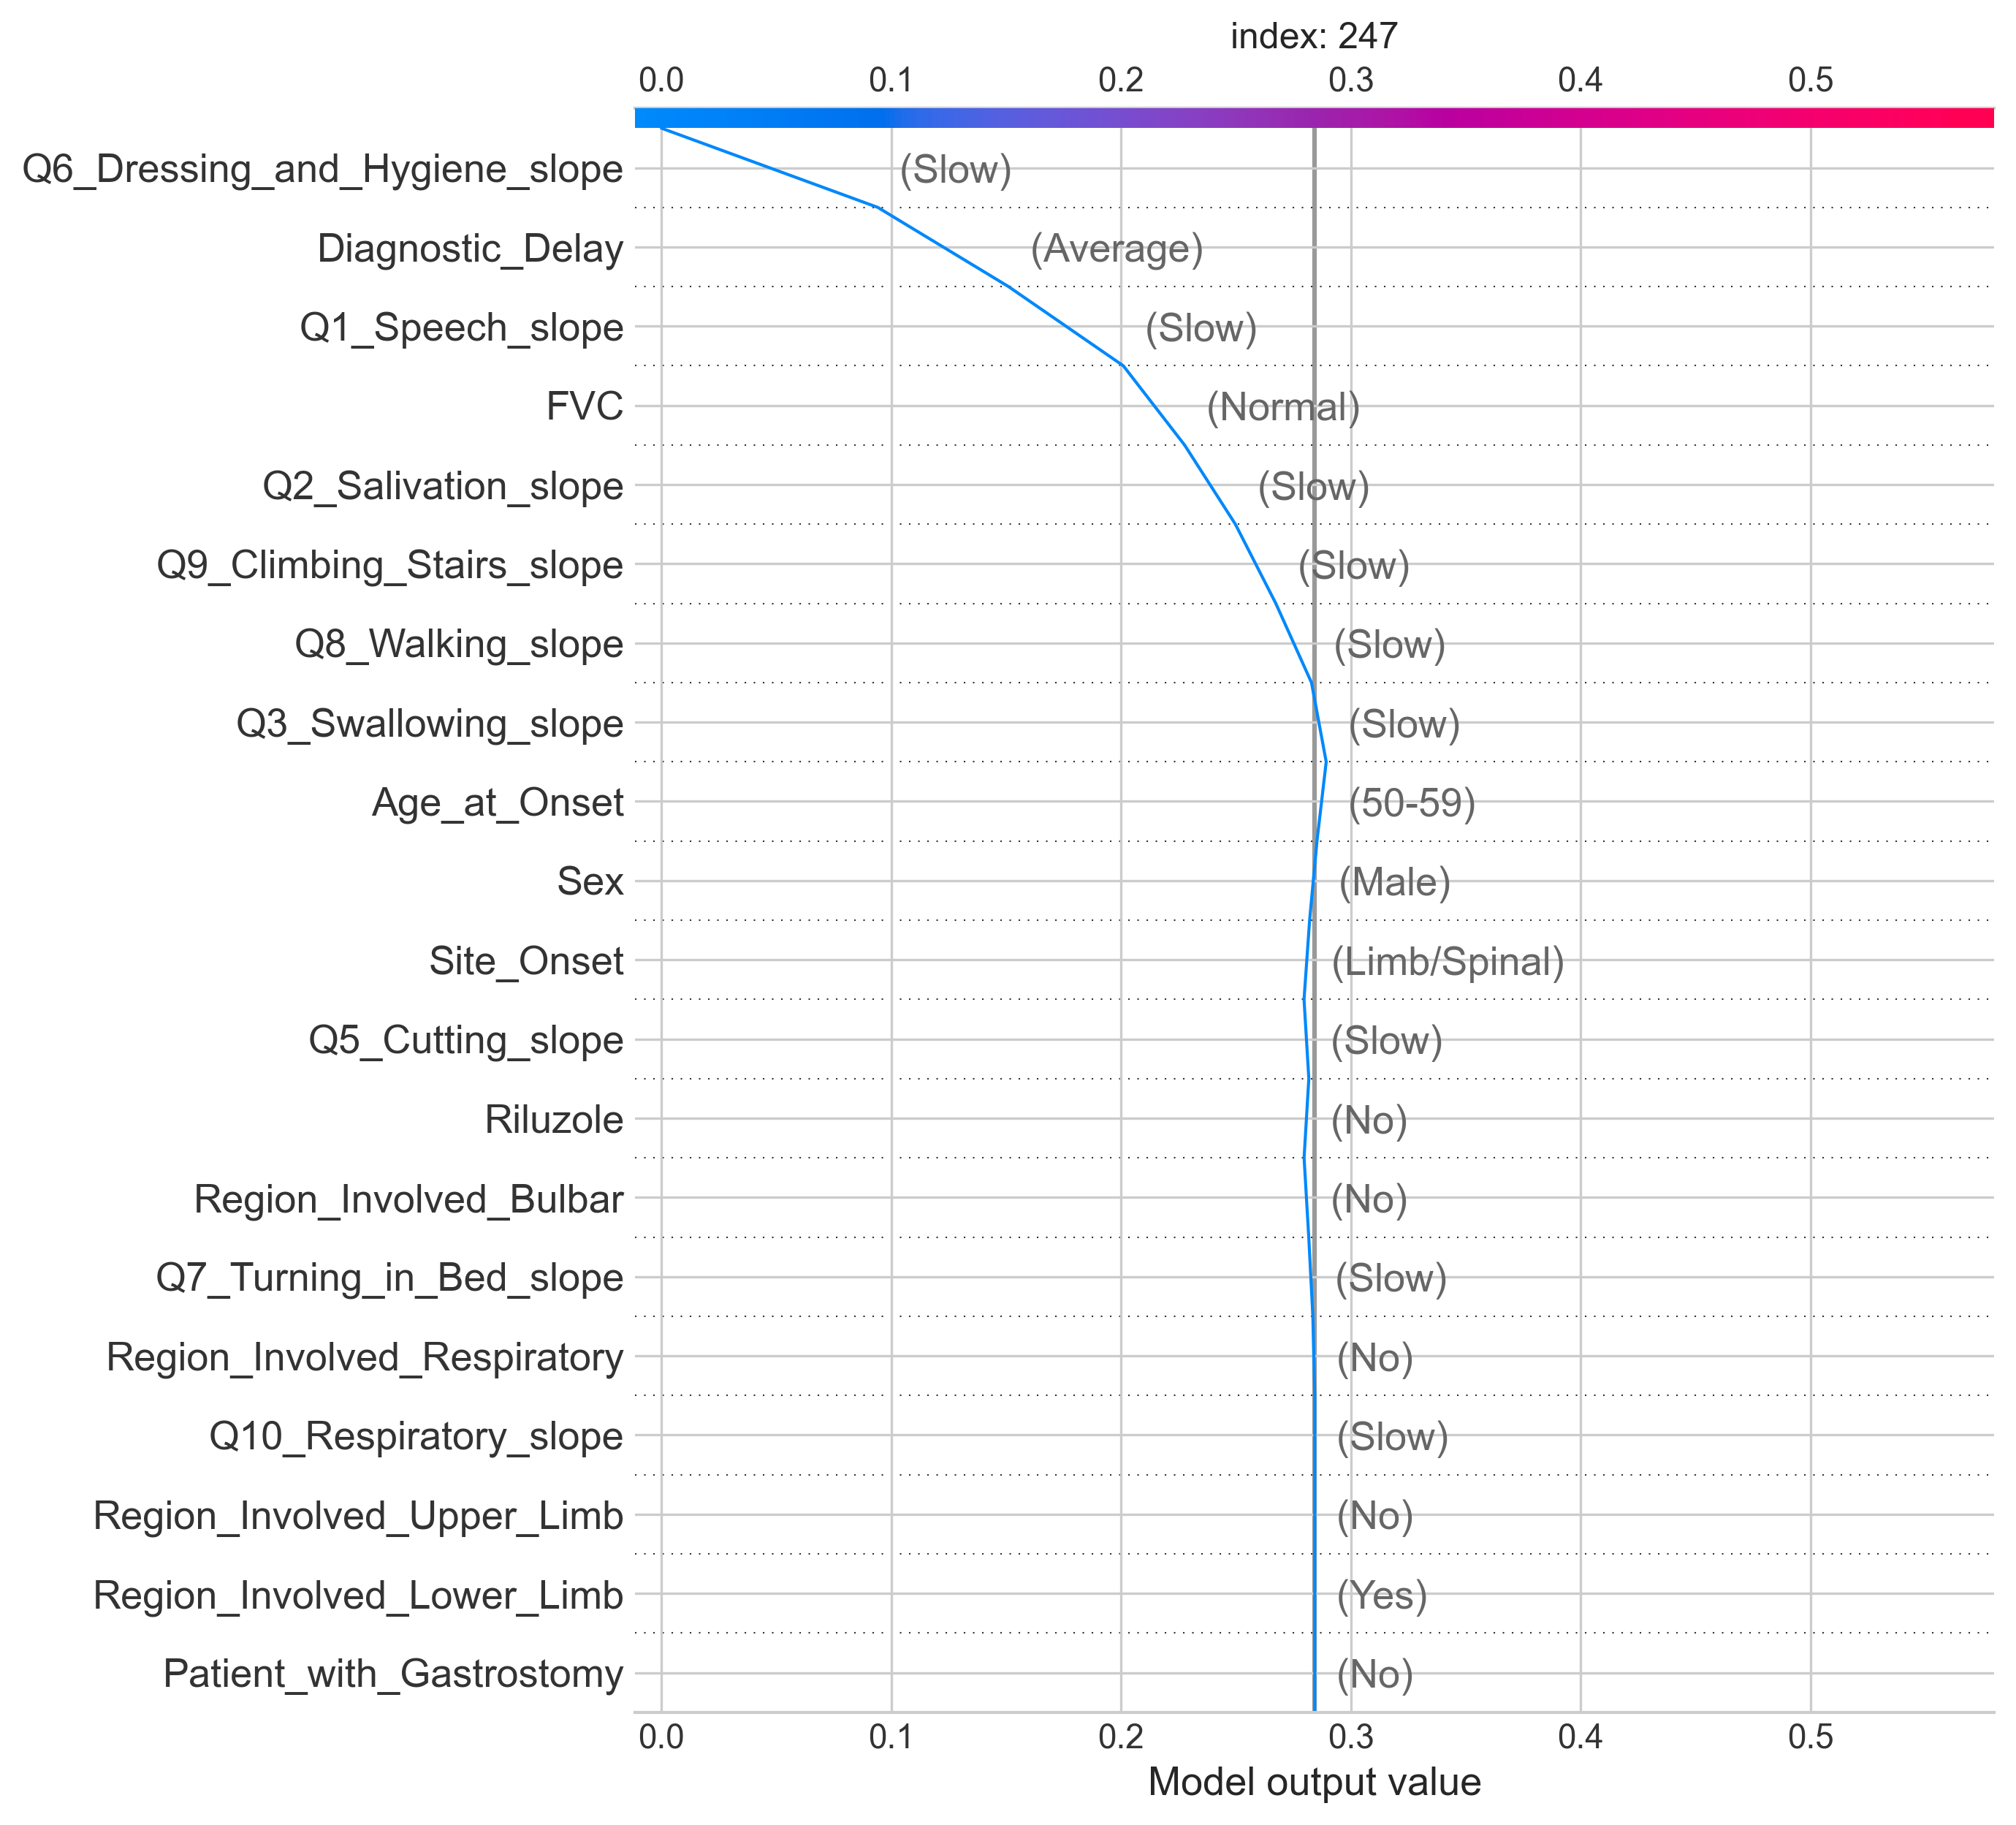 index: 247
0.0 0.1 0.2 0.3 0.4 0.5
Q6_Dressing_and_Hygiene_slope (Slow)
Diagnostic_Delay (Average)
Q1_Speech_slope (Slow)
FVC (Normal)
Q2_Salivation_slope (Slow)
Q9_Climbing_Stairs_slope (Slow)
Q8_Walking_slope (Slow)
Q3_Swallowing_slope (Slow)
Age_at_Onset (50-59)
Sex (Male)
Site_Onset (Limb/Spinal)
Q5_Cutting_slope (Slow)
Riluzole (No)
Region_Involved_Bulbar (No)
Q7_Turning_in_Bed_slope (Slow)
Region_Involved_Respiratory (No)
Q10_Respiratory_slope (Slow)
Region_Involved_Upper_Limb (No)
Region_Involved_Lower_Limb (Yes)
Patient_with_Gastrostomy (No)
0.0 0.1 0.2 0.3 0.4 0.5
Model output value